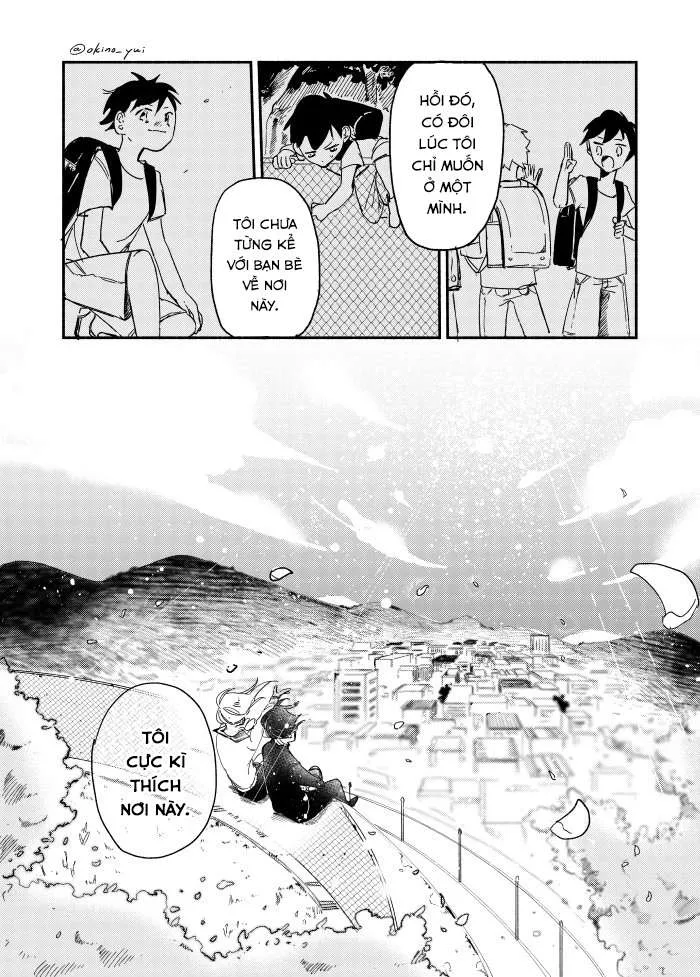 @okino_yui
HỒI ĐÓ,
CÓ ĐÔI
LÚC TÔI
CHỈ MUỐN
Ở MỘT
MÌNH.
TÔI CHƯA
TỪNG KỂ
VỚI BẠN BÈ
VỀ NƠI
NÀY.
TÔI
CỰC KÌ
THÍCH
NƠI NÀY.